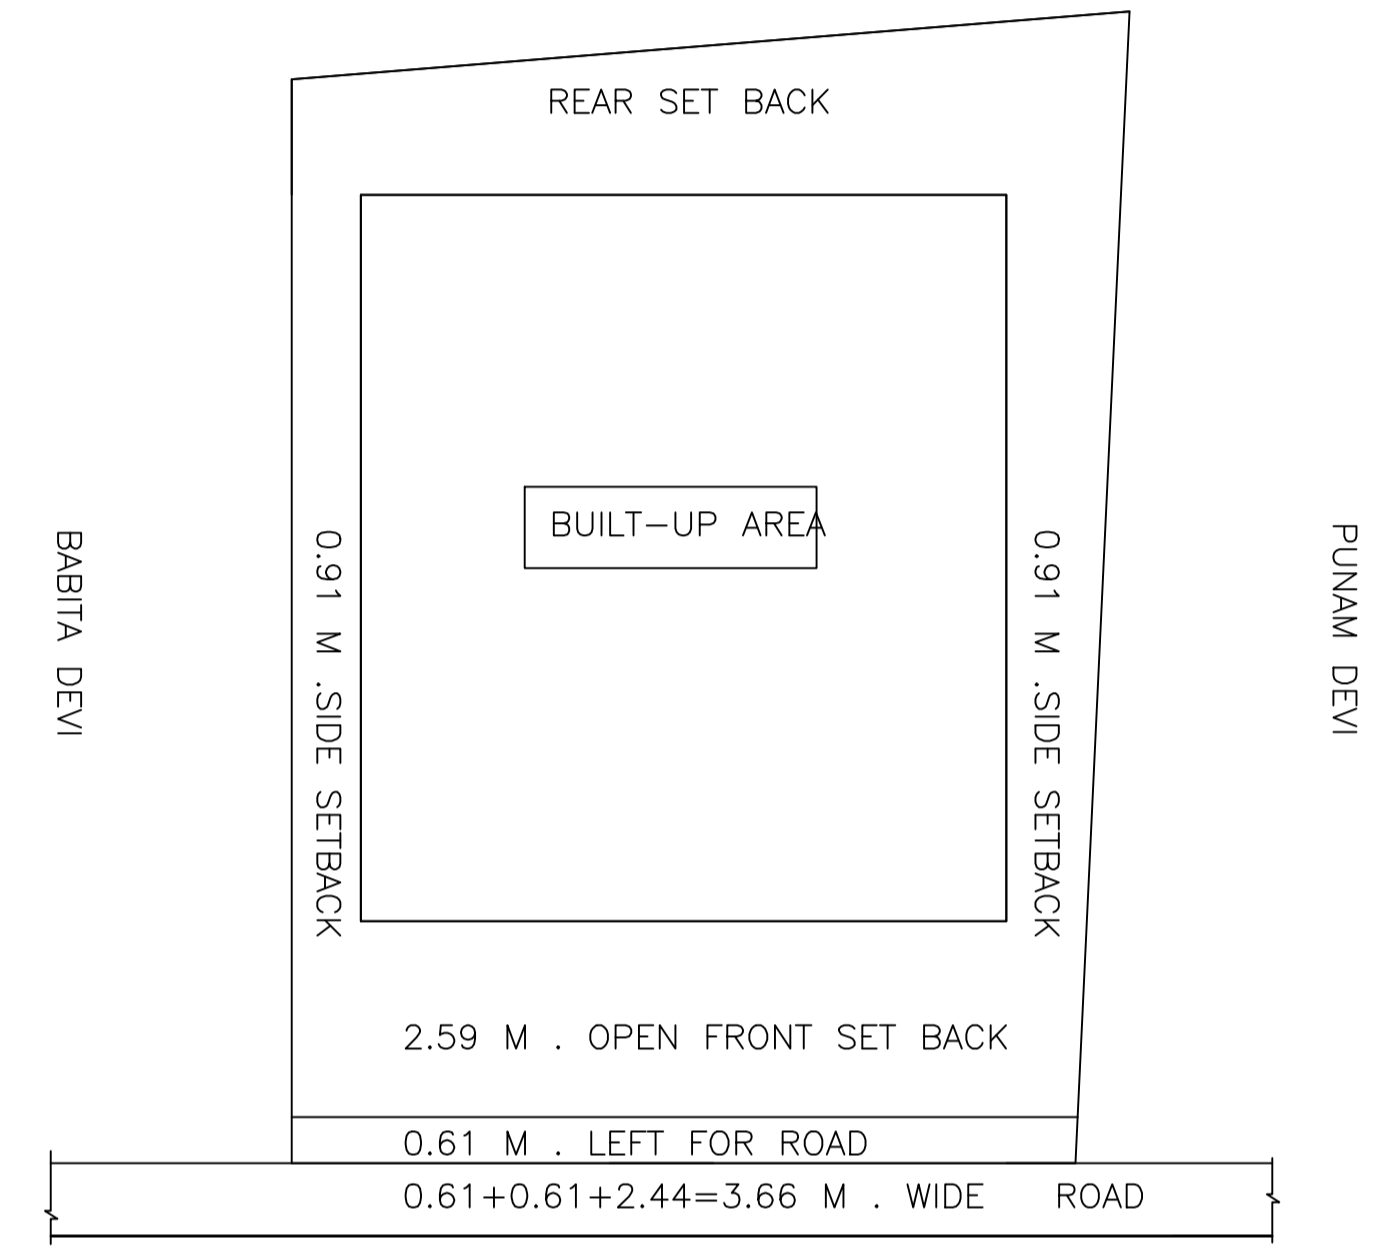 REAR SET BACK
BUILT-UP AREA
BABITA DEVI
0.91 M .SIDE SETBACK
0.91 M .SIDE SETBACK
PUNAM DEVI
2.59 M . OPEN FRONT SET BACK
0.61 M . LEFT FOR ROAD
0.61+0.61+2.44=3.66 M . WIDE ROAD